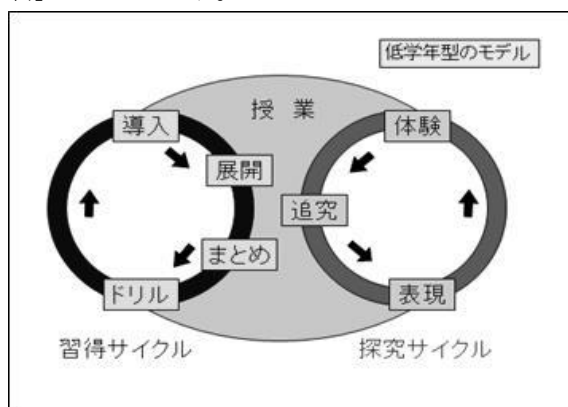 低学年型のモデル
授 業
導入
体験
展開
追究
まとめ
ドリル
表現
習得サイクル
探究サイクル